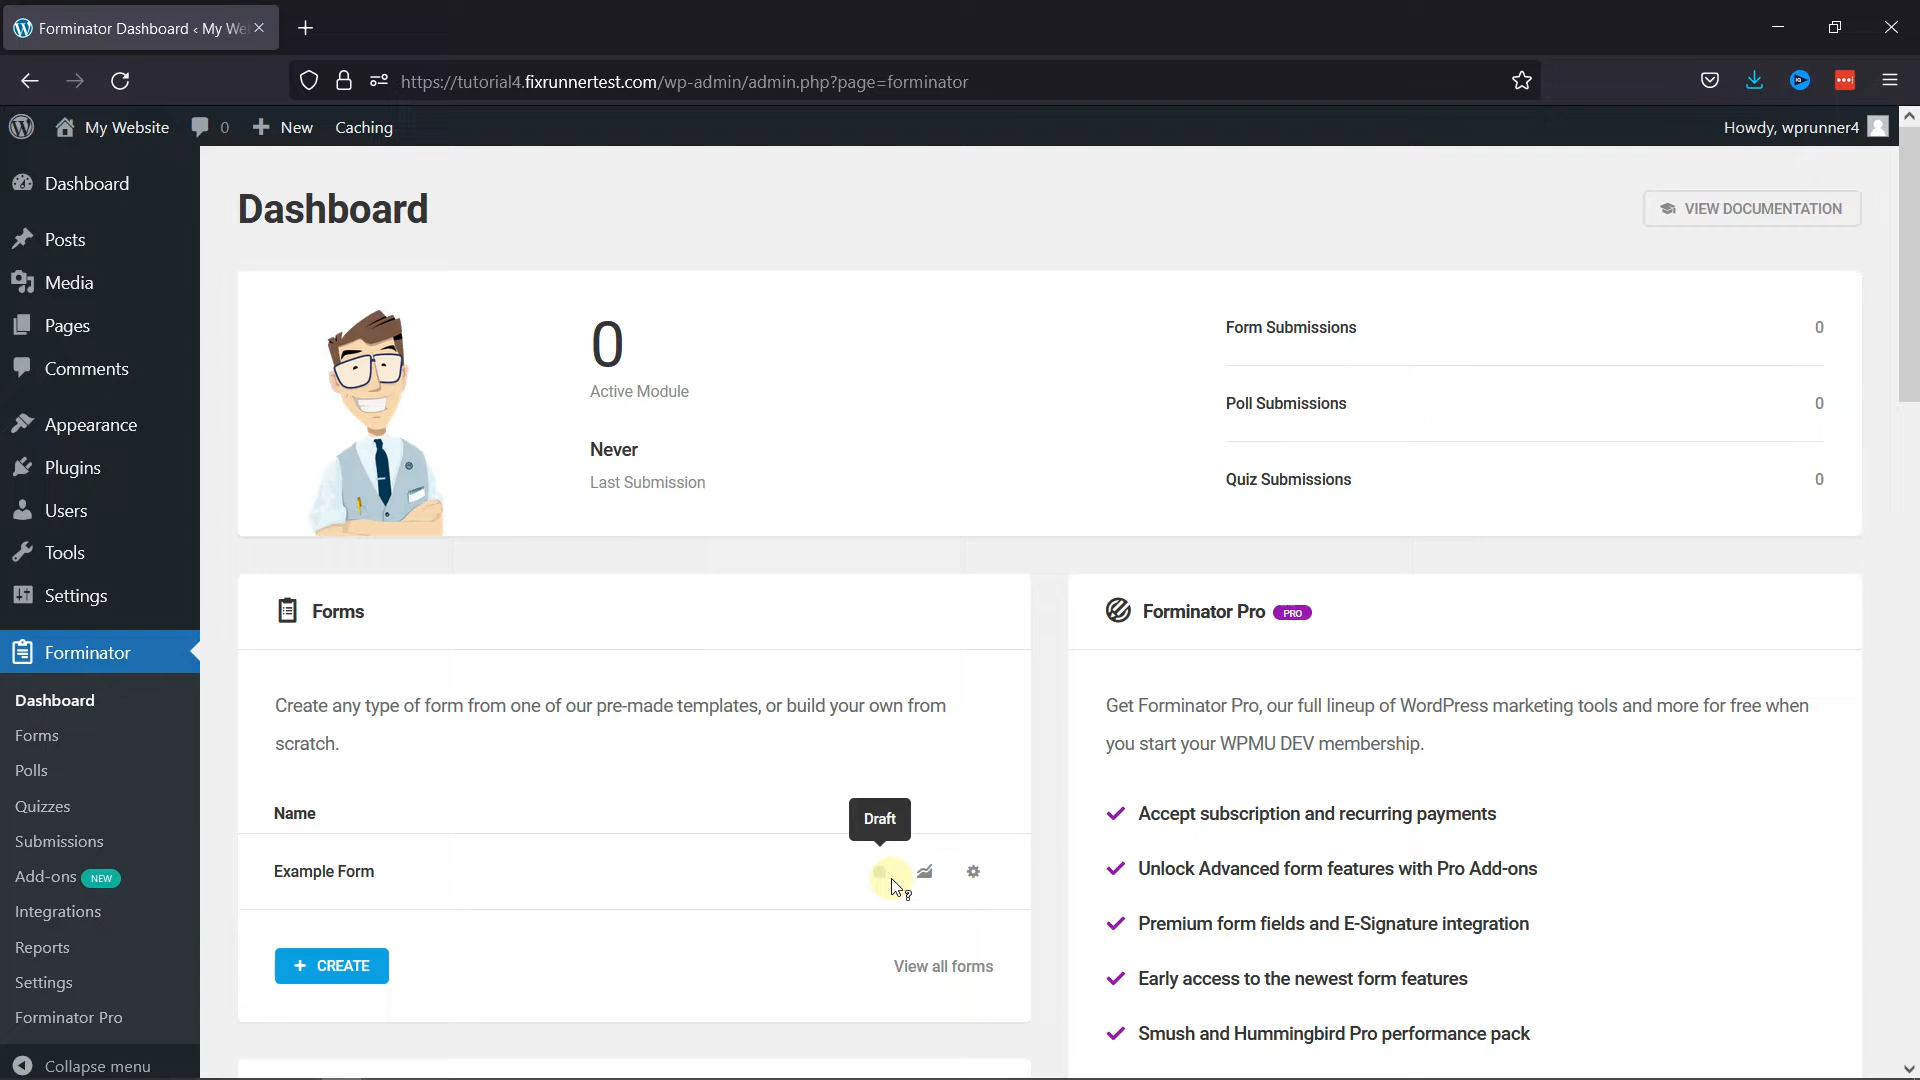 Forminator Dashboard ‹ My We
https://tutorial4.fixrunnertest.com/wp-admin/admin.php?page=forminator
My Website
0
New
Caching
Howdy, wprunner4
Dashboard
Posts
Media
Pages
Comments
Appearance
Plugins
Users
Tools
Settings
Forminator
Dashboard
Forms
Polls
Quizzes
Submissions
Add-ons NEW
Integrations
Reports
Settings
Forminator Pro
Collapse menu
Dashboard
VIEW DOCUMENTATION
0
Active Module
Never
Last Submission
Form Submissions 0
Poll Submissions 0
Quiz Submissions 0
Forms
Create any type of form from one of our pre-made templates, or build your own from
scratch.
Name
Draft
Example Form
+ CREATE
View all forms
Forminator Pro PRO
Get Forminator Pro, our full lineup of WordPress marketing tools and more for free when
you start your WPMU DEV membership.
Accept subscription and recurring payments
Unlock Advanced form features with Pro Add-ons
Premium form fields and E-Signature integration
Early access to the newest form features
Smush and Hummingbird Pro performance pack